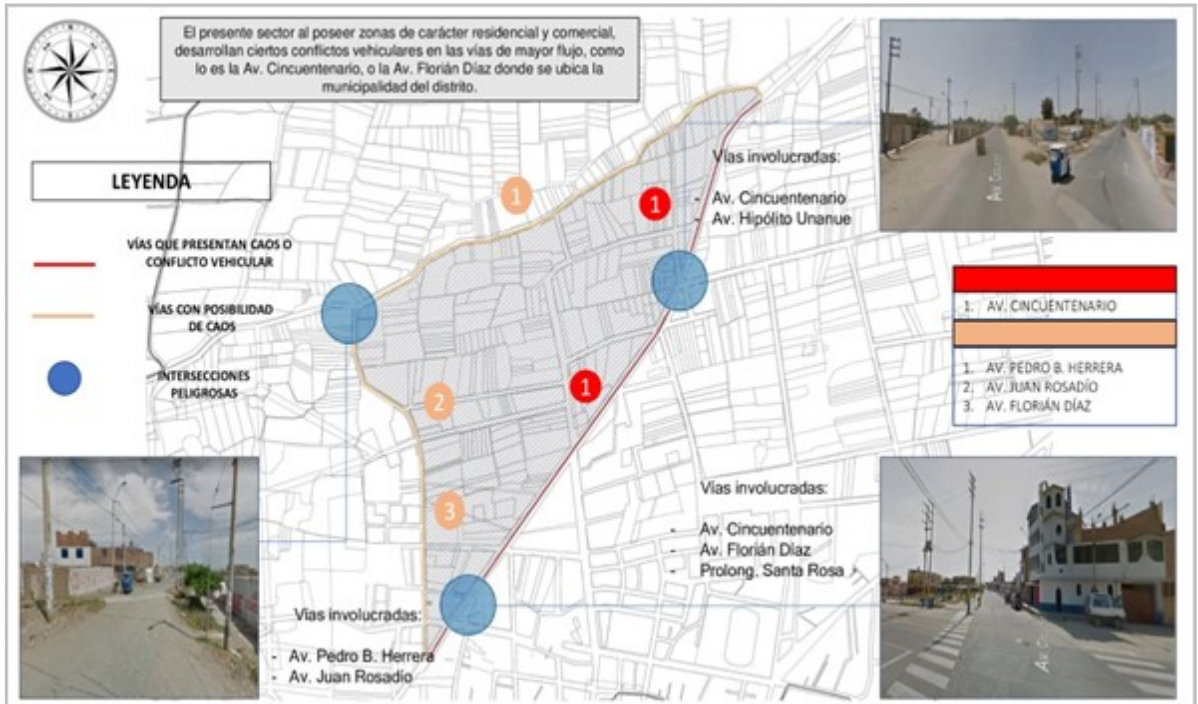 El presente sector al poseer zonas de carácter residencial y comercial,
desarrollan ciertos conflictos vehiculares en las vías de mayor flujo, como
lo es la Av. Cincuentenario, o la Av. Florián Díaz donde se ubica la
municipalidad del distrito.
LEYENDA
VÍAS QUE PRESENTAN CAOS O
CONFLICTO VEHICULAR
VÍAS CON POSIBILIDAD
DE CAOS
INTERSECCIONES
PELIGROSAS
1
1
2
1
3
Vías involucradas:
- Av. Cincuentenario
- Av. Hipólito Unanue
1. AV. CINCUENTENARIO
1. AV. PEDRO B. HERRERA
2. AV. JUAN ROSADÍO
3. AV. FLORIÁN DÍAZ
Vías involucradas:
- Av. Cincuentenario
- Av. Florián Díaz
- Prolong. Santa Rosa
Vías involucradas:
- Av. Pedro B. Herrera
- Av. Juan Rosadío
Av.
Av.